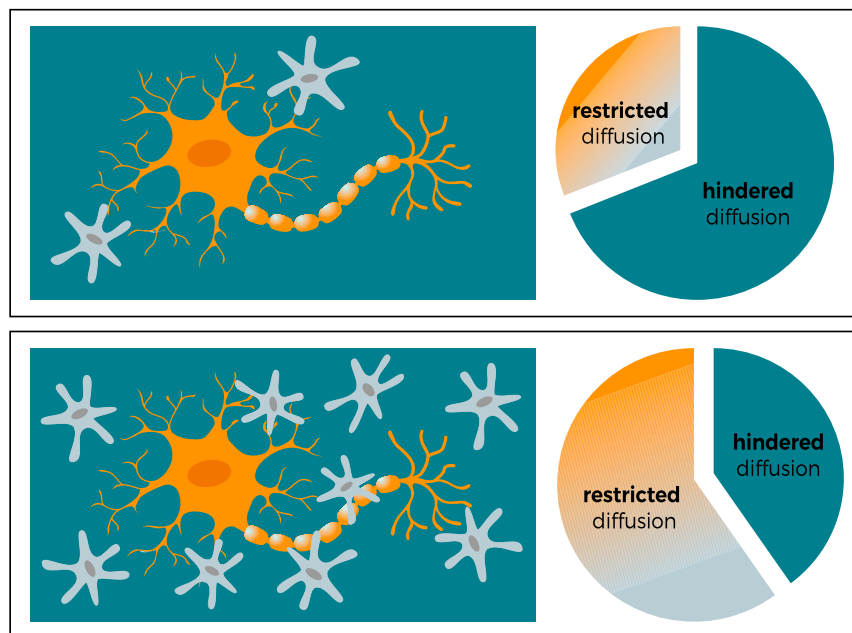 restricted
diffusion
hindered
diffusion
hindered
diffusion
restricted
diffusion